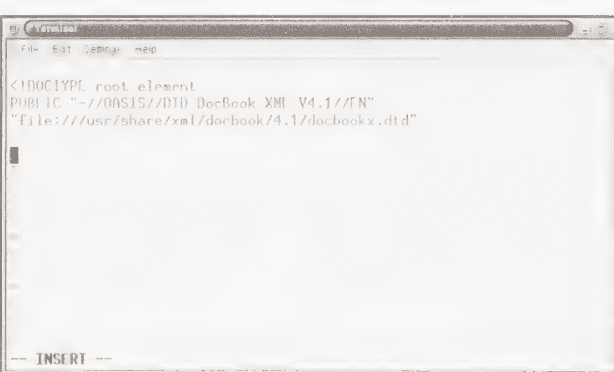 Terminal
File Edit Settings Help
<!DOCTYPE root element
PUBLIC "-//OASIS//DTD DocBook XML V4.1//EN"
"file:///usr/share/xml/docbook/4.1/docbookx.dtd"
-- INSERT --